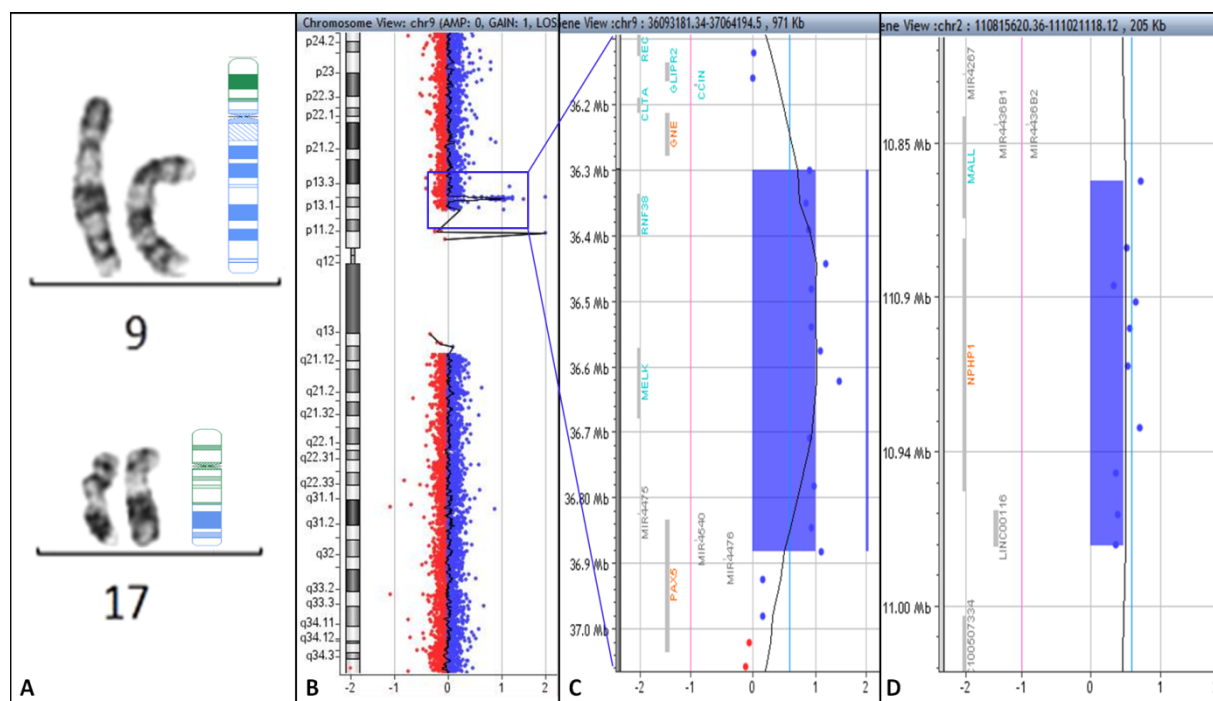 9
17
A
Chromosome View: chr9 (AMP: 0, GAIN: 1, LOS
p24.2
p23
p22.3
p22.1
p21.2
p13.3
p13.1
p11.2
q12
q13
q21.12
q21.2
q21.32
q22.1
q22.31
q22.33
q31.1
q31.2
q32
q33.2
q33.3
q34.11
q34.12
q34.3
-2 -1 0 1 2
B
ene View :chr9 : 36093181.34-37064194.5 , 971 Kb
REC
GLIPR2
CCIN
CLTA
36.2 Mb
GNE
36.3 Mb
RNF38
36.4 Mb
36.5 Mb
36.6 Mb
MELK
36.7 Mb
36.80 Mb
MIR4475
MIR4540
MIR4476
36.9 Mb
PAX5
37.0 Mb
-2 -1 0 1 2
C
ene View :chr2 : 110815620.36-111021118.12 , 205 Kb
MIR4267
MIR4436B1
MIR4436B2
10.85 Mb
MALL
110.9 Mb
NPHP1
10.94 Mb
LINC00116
11.00 Mb
C100507334
-2 -1 0 1
D